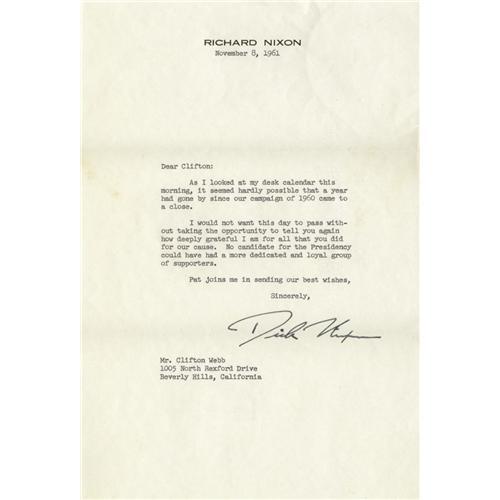 RICHARD NIXON
November 8, 1961
Dear Clifton:
As I looked at my desk calendar this
morning, it seemed hardly possible that a year
had gone by since our campaign of 1960 came to
a close.
I would not want this day to pass with-
out taking the opportunity to tell you again
how deeply grateful I am for all that you did
for our cause. No candidate for the Presidency
could have had a more dedicated and loyal group
of supporters.
Pat joins me in sending our best wishes,
Sincerely,
Dick Nixon
Mr. Clifton Webb
1005 North Rexford Drive
Beverly Hills, California